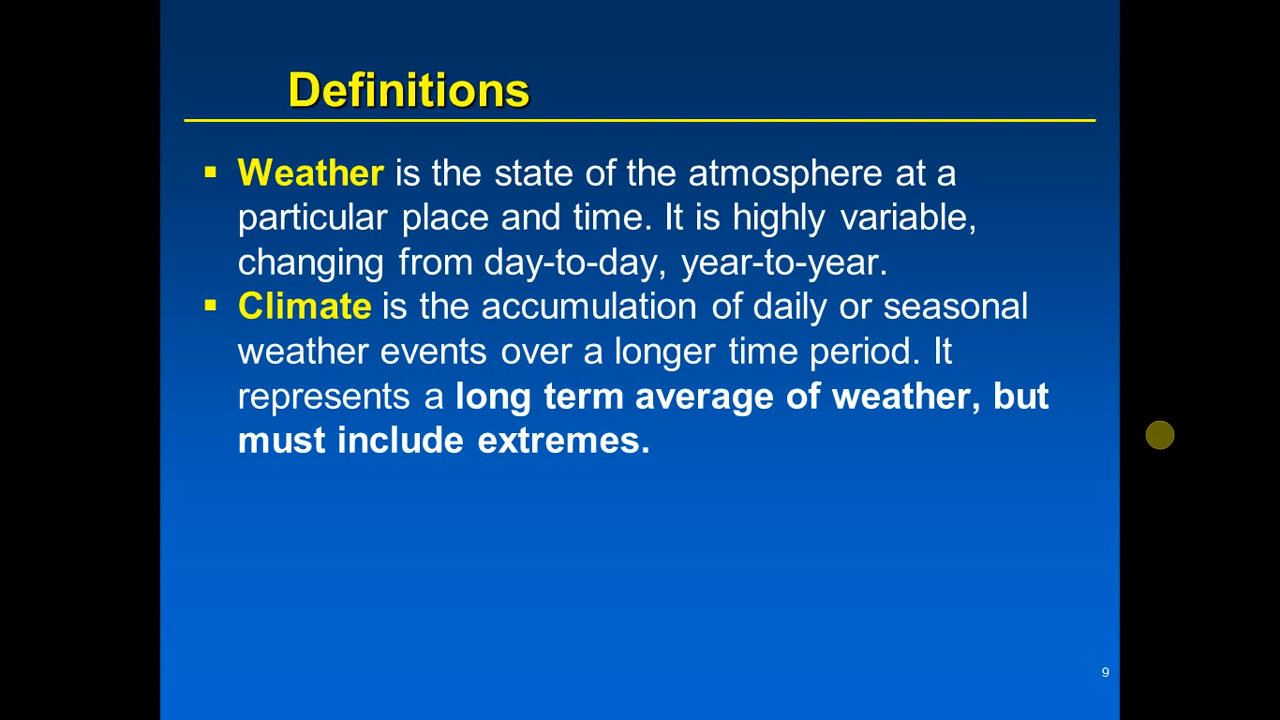 Definitions
▪ Weather is the state of the atmosphere at a
particular place and time. It is highly variable,
changing from day-to-day, year-to-year.
▪ Climate is the accumulation of daily or seasonal
weather events over a longer time period. It
represents a long term average of weather, but
must include extremes.
9